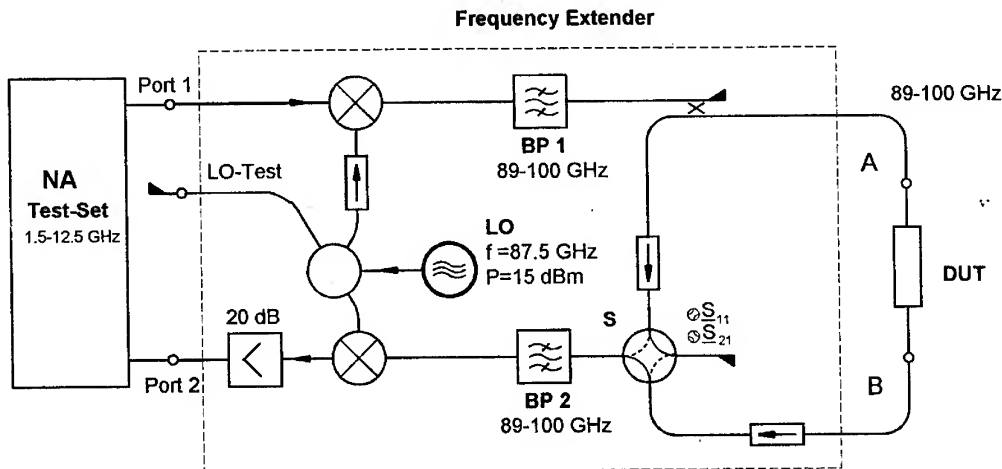 Frequency Extender
Port 1
89-100 GHz
BP 1
89-100 GHz
A
NA
Test-Set
1.5-12.5 GHz
LO-Test
LO
f =87.5 GHz
P=15 dBm
DUT
20 dB
S
S11
S21
Port 2
BP 2
89-100 GHz
B